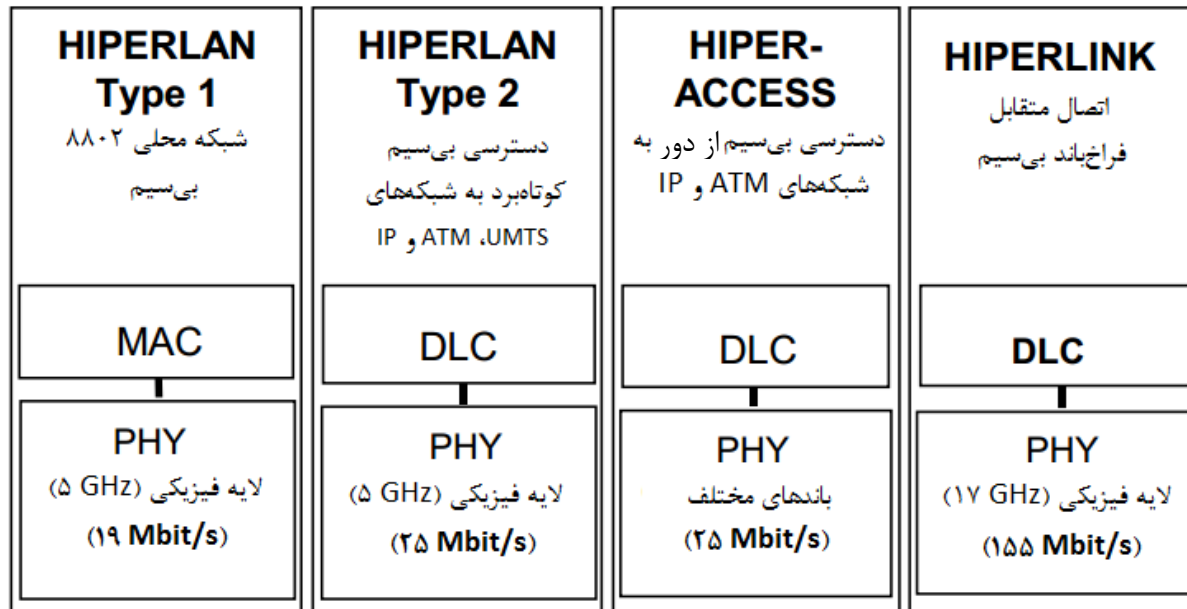 HIPERLAN
Type 1
شبکه محلی ۸۸۰۲
بی‌سیم
MAC
PHY
لایه فیزیکی (۵ GHz)
(۱۹ Mbit/s)
HIPERLAN
Type 2
دسترسی بی‌سیم
کوتاه‌برد به شبکه‌های
UMTS، ATM و IP
DLC
PHY
لایه فیزیکی (۵ GHz)
(۲۵ Mbit/s)
HIPER-
ACCESS
دسترسی بی‌سیم از دور به
شبکه‌های ATM و IP
DLC
PHY
باندهای مختلف
(۲۵ Mbit/s)
HIPERLINK
اتصال متقابل
فراخ‌باند بی‌سیم
DLC
PHY
لایه فیزیکی (۱۷ GHz)
(۱۵۵ Mbit/s)